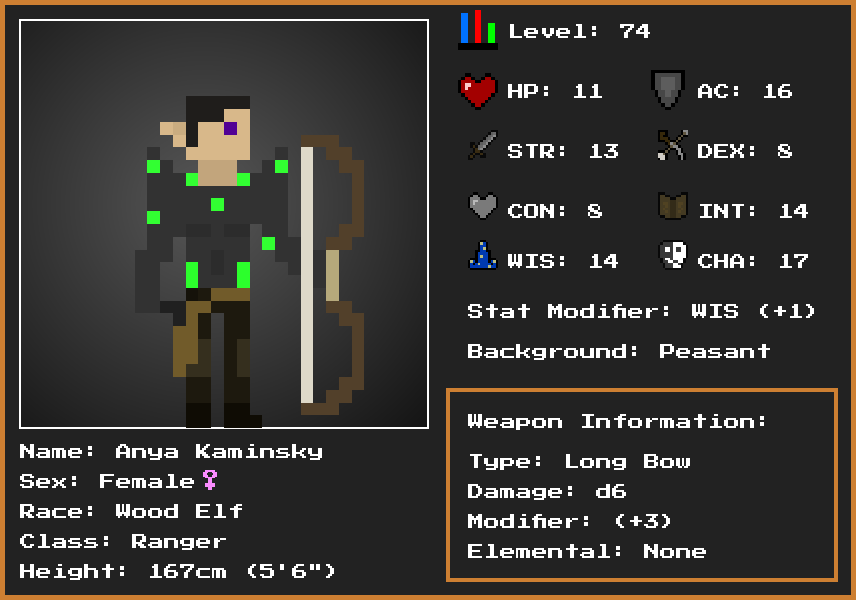 Level: 74
HP: 11 AC: 16
STR: 13 DEX: 8
CON: 8 INT: 14
WIS: 14 CHA: 17
Stat Modifier: WIS (+1)
Background: Peasant
Weapon Information:
Type: Long Bow
Damage: d6
Modifier: (+3)
Elemental: None
Name: Anya Kaminsky
Sex: Female♀
Race: Wood Elf
Class: Ranger
Height: 167cm (5'6")